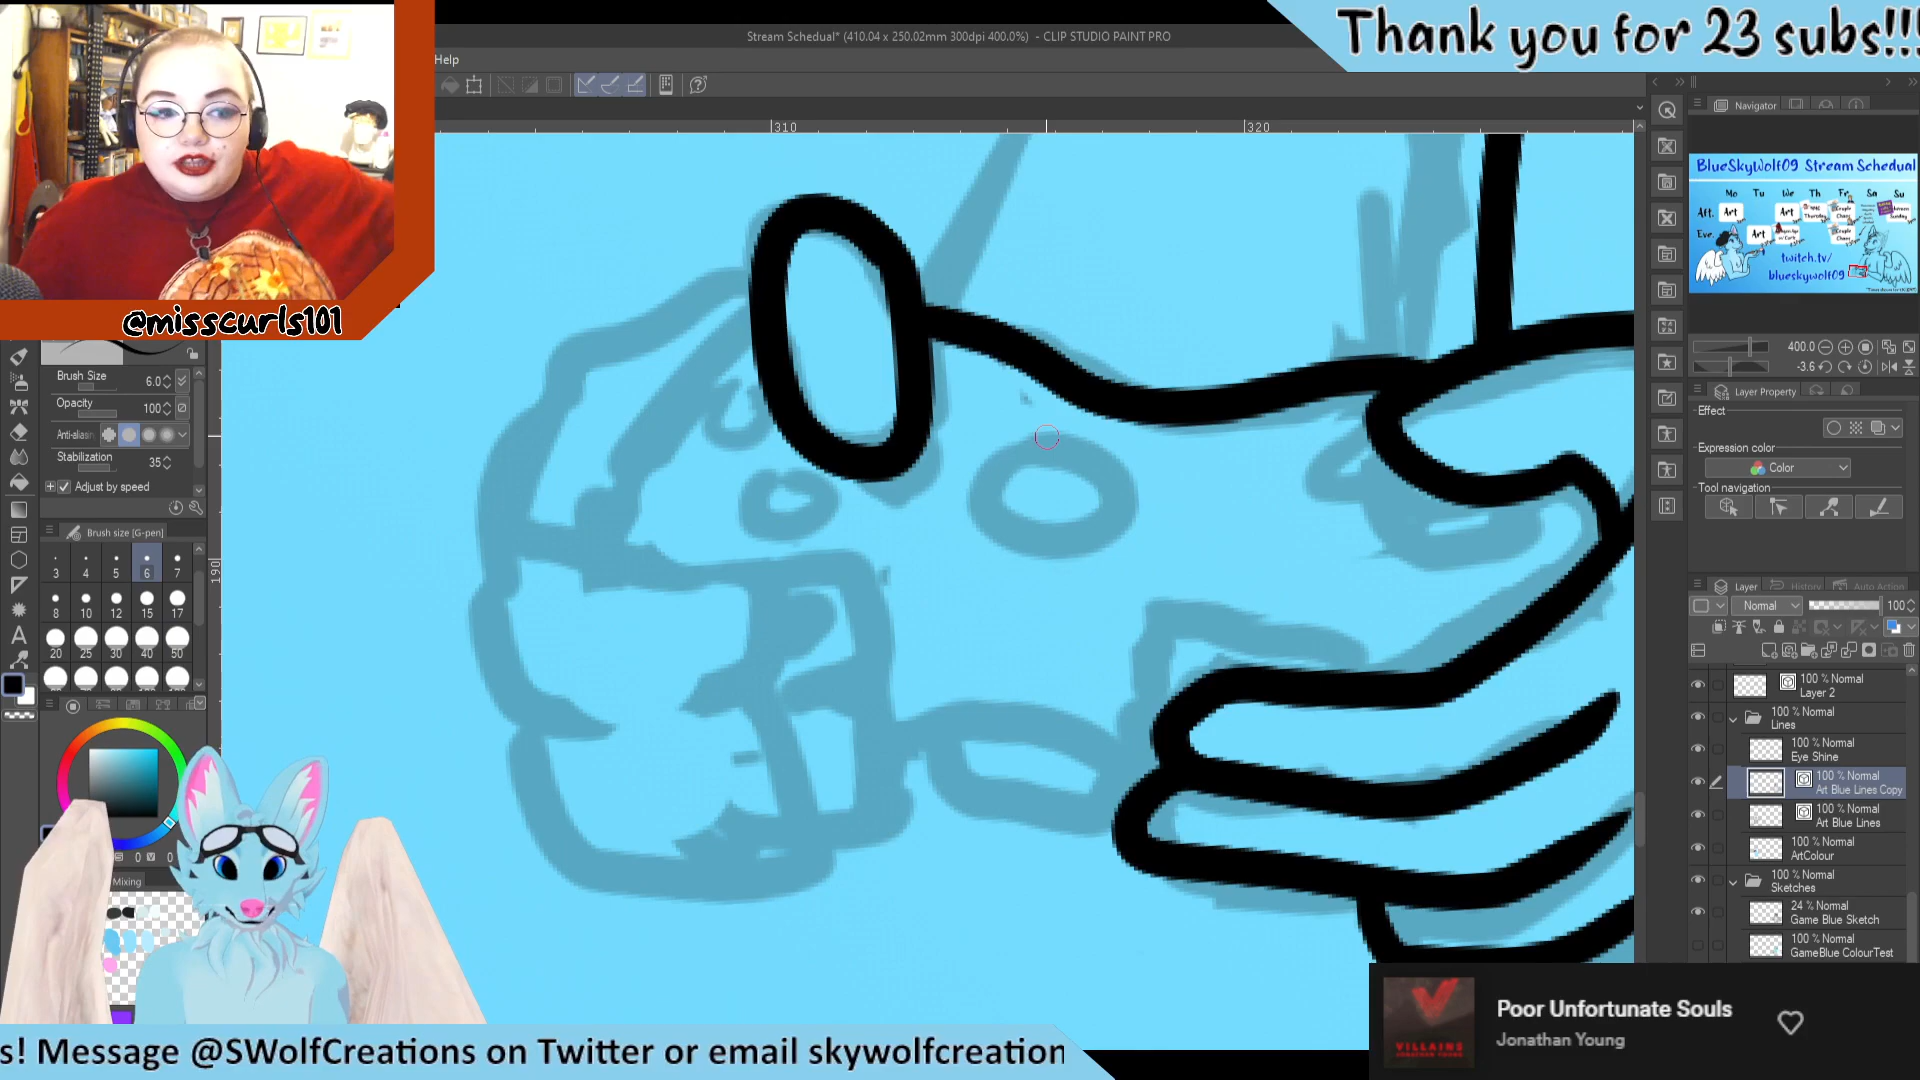 Thank you for 23 subs!!!
Stream Schedual* (410.04 x 250.02mm 300dpi 400.0%) - CLIP STUDIO PAINT PRO
Help
310
320
190
@misscurls101
Brush Size
6.0
Opacity
100
Stabilization
35
Adjust by speed
Brush size [G-pen]
3 4 5 6 7
8 10 12 15 17
20 25 30 40 50
Mixing
Navigator
BlueSkyWolf09 Stream Schedual
Mo Tu We Th Fr Sa Su
Aft. Art Art
Eve. Art
twitch.tv/
blueskywolf09
400.0
-3.6
Layer Property
Effect
Expression color
Color
Tool navigation
Layer History Auto Action
Normal 100
100 % Normal
Layer 2
100 % Normal
Lines
100 % Normal
Eye Shine
100 % Normal
Art Blue Lines Copy
100 % Normal
Art Blue Lines
100 % Normal
ArtColour
100 % Normal
Sketches
24 % Normal
Game Blue Sketch
100 % Normal
GameBlue ColourTest
VILLAINS
JONATHAN YOUNG
Poor Unfortunate Souls
Jonathan Young
s! Message @SWolfCreations on Twitter or email skywolfcreation